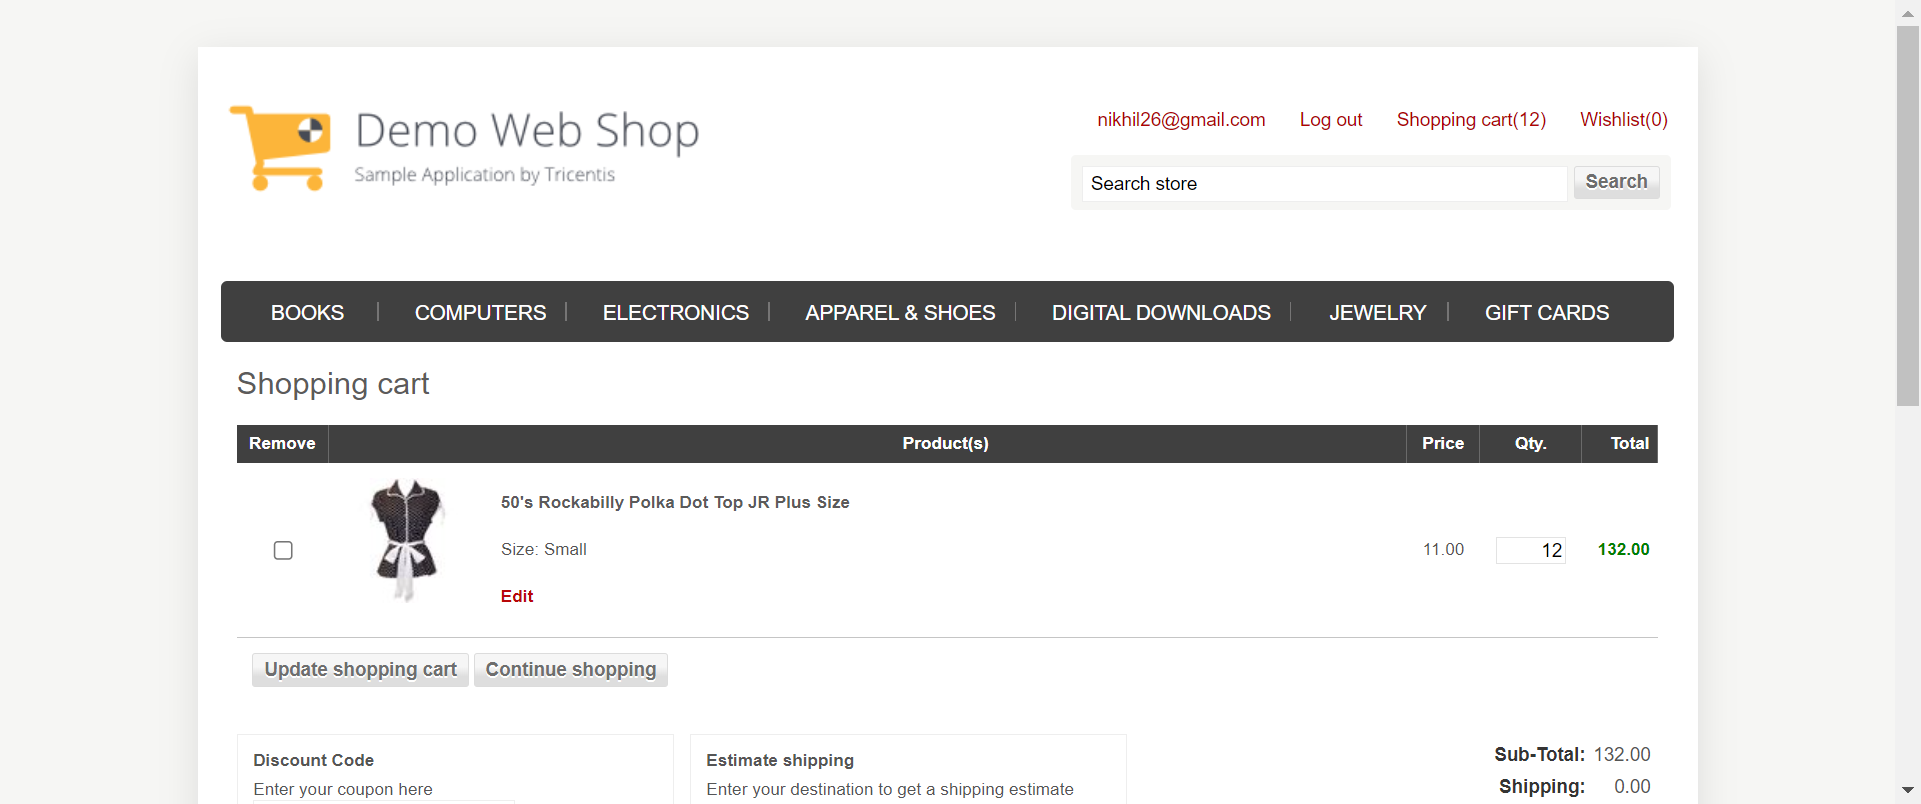 Demo Web Shop
Sample Application by Tricentis
nikhil26@gmail.com Log out Shopping cart(12) Wishlist(0)
Search store Search
BOOKS COMPUTERS ELECTRONICS APPAREL & SHOES DIGITAL DOWNLOADS JEWELRY GIFT CARDS
Shopping cart
Remove Product(s) Price Qty. Total
50's Rockabilly Polka Dot Top JR Plus Size
Size: Small 11.00 12 132.00
Edit
Update shopping cart Continue shopping
Discount Code Estimate shipping Sub-Total: 132.00
Enter your coupon here Enter your destination to get a shipping estimate Shipping: 0.00